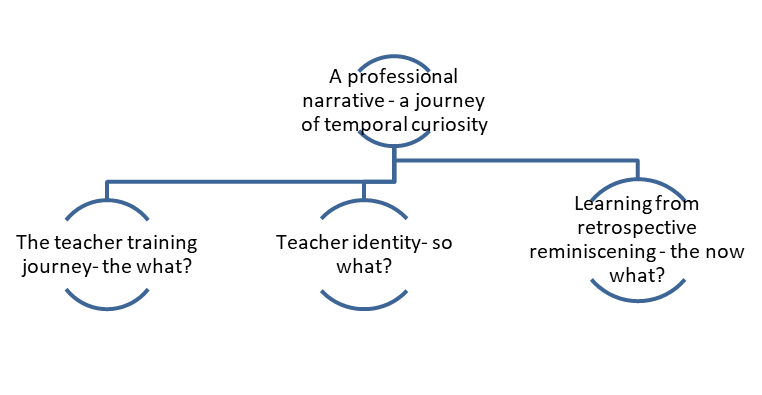 A professional
narrative - a journey
of temporal curiosity
The teacher training
journey- the what?
Teacher identity- so
what?
Learning from
retrospective
reminiscening - the now
what?